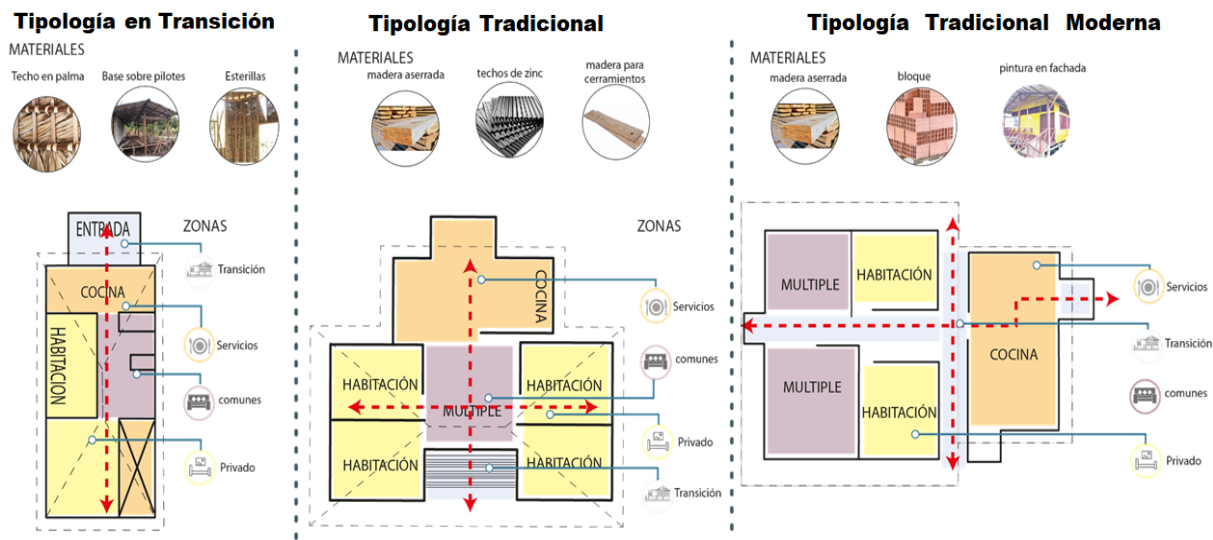 Tipología en Transición
MATERIALES
Techo en palma
Base sobre pilotes
Esterillas
ENTRADA
ZONAS
Transición
COCINA
HABITACION
Servicios
comunes
Privado
Tipología Tradicional
MATERIALES
madera aserrada
techos de zinc
madera para
cerramientos
ZONAS
COCINA
Servicios
HABITACIÓN
HABITACIÓN
comunes
MULTIPLE
Privado
HABITACIÓN
HABITACIÓN
Transición
Tipología Tradicional Moderna
MATERIALES
madera aserrada
bloque
pintura en fachada
MULTIPLE
HABITACIÓN
Servicios
Transición
COCINA
MULTIPLE
HABITACIÓN
comunes
Privado